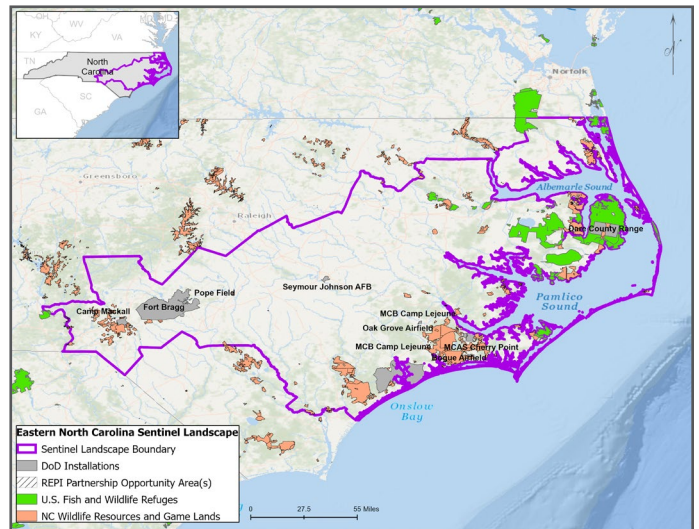 OH
MD
KY
WV
VA
TN
North
Carolina
SC
GA
Norfolk
Greensboro
Raleigh
Albemarle Sound
Dare County Range
Seymour Johnson AFB
Pope Field
Fort Bragg
Camp Mackall
Pamlico
Sound
MCB Camp Lejeune
Oak Grove Airfield
MCB Camp Lejeune
MCAS Cherry Point
Bogue Airfield
Onslow
Bay
Eastern North Carolina Sentinel Landscape
Sentinel Landscape Boundary
DoD Installations
REPI Partnership Opportunity Area(s)
U.S. Fish and Wildlife Refuges
NC Wildlife Resources and Game Lands
0 27.5 55 Miles